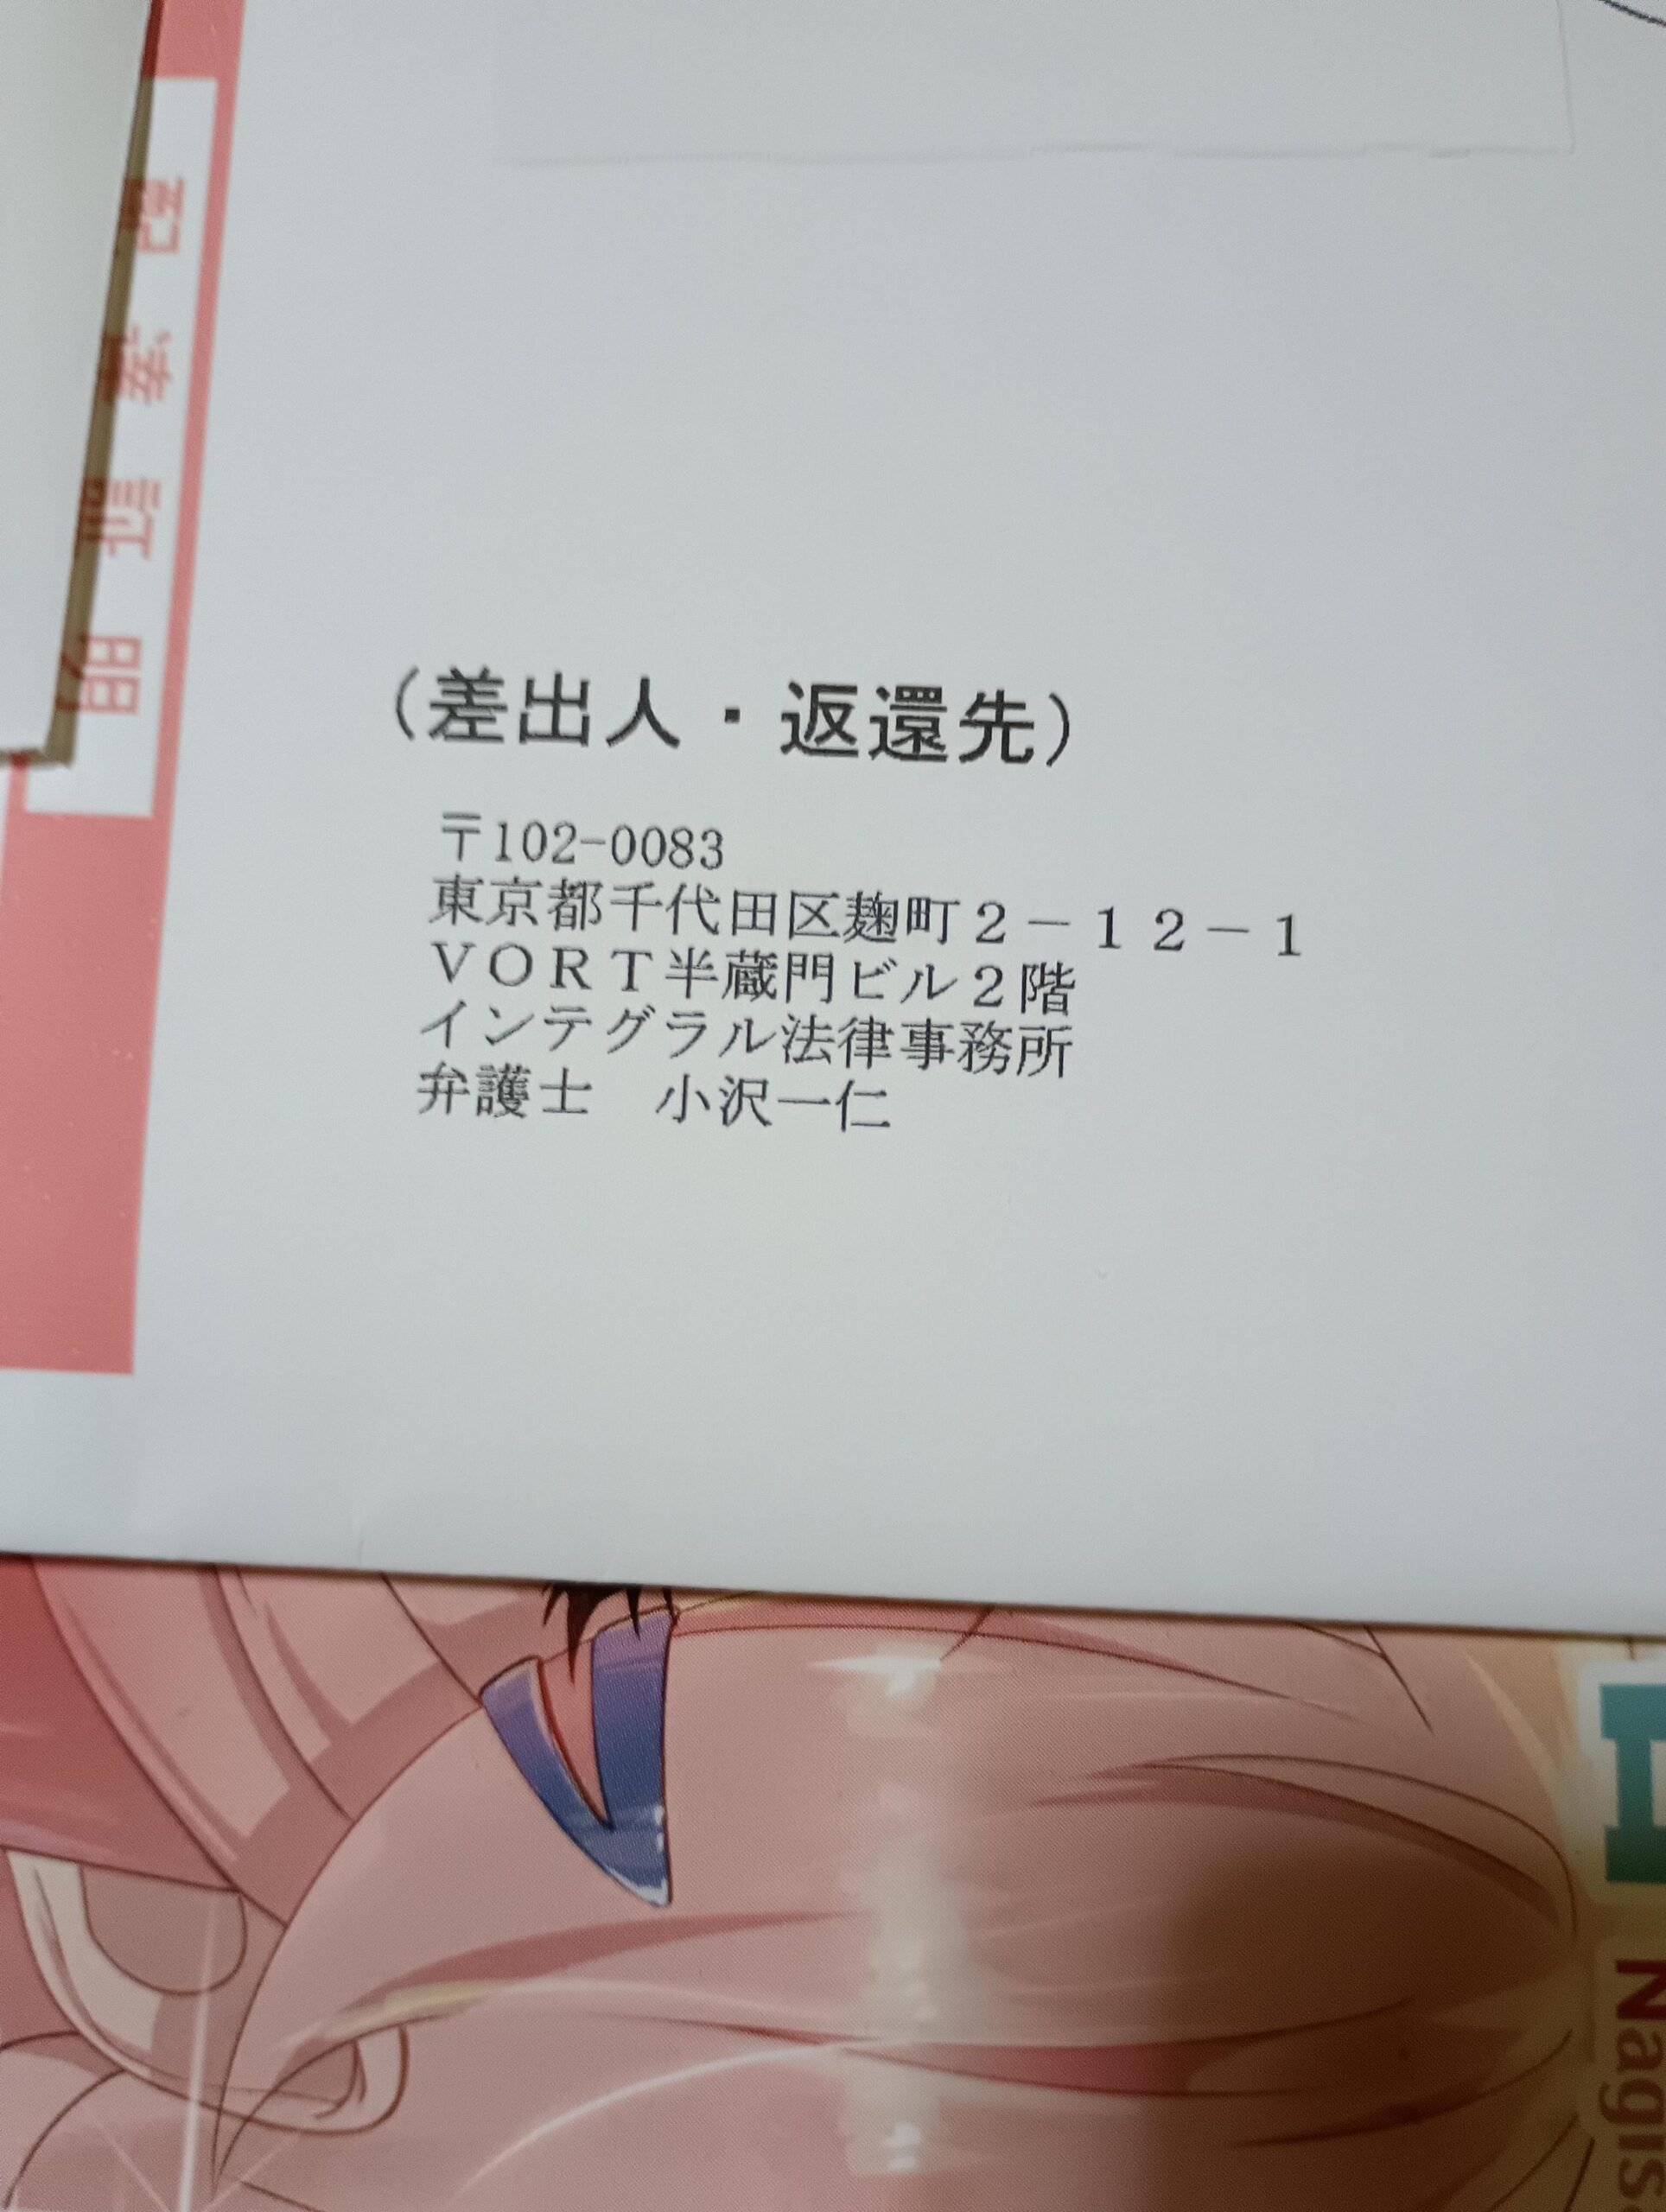 (差出人・返還先)
〒102-0083
東京都千代田区麹町２－１２－１
ＶＯＲＴ半蔵門ビル２階
インテグラル法律事務所
弁護士　小沢一仁